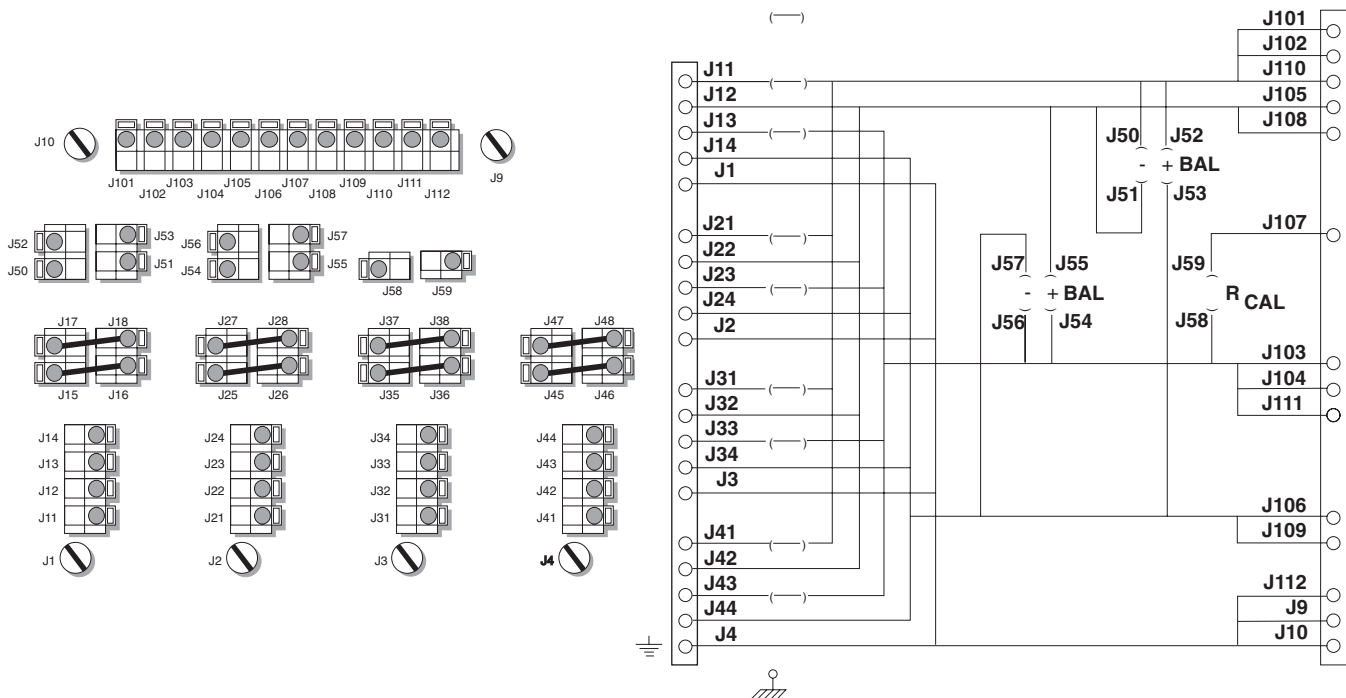 J10
J101 J103 J105 J107 J109 J111
J102 J104 J106 J108 J110 J112
J9
J52 J53 J56 J57
J50 J51 J54 J55
J58 J59
J17 J18 J27 J28 J37 J38 J47 J48
J15 J16 J25 J26 J35 J36 J45 J46
J14 J24 J34 J44
J13 J23 J33 J43
J12 J22 J32 J42
J11 J21 J31 J41
J1 J2 J3 J4
J11
J12
J13
J14
J1
J21
J22
J23
J24
J2
J31
J32
J33
J34
J3
J41
J42
J43
J44
J4
J50 J52
- + BAL
J51 J53
J57 J55
- + BAL
J56 J54
J59
R CAL
J58
J101
J102
J110
J105
J108
J107
J103
J104
J111
J106
J109
J112
J9
J10